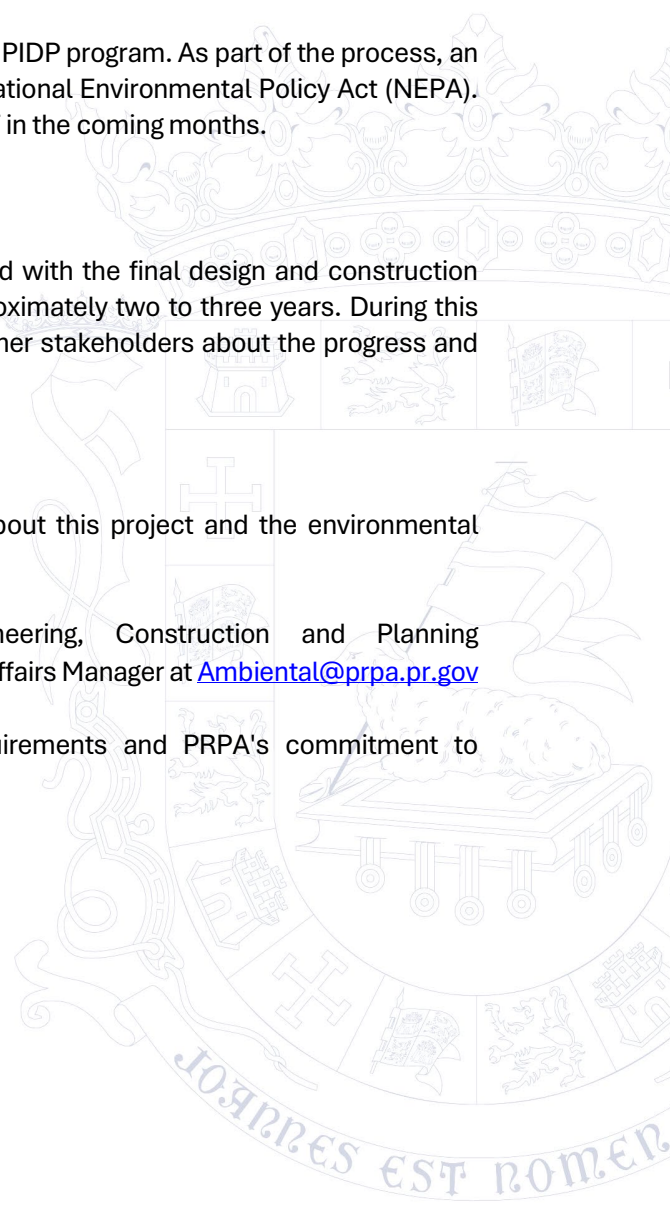 PIDP program. As part of the process, an
ational Environmental Policy Act (NEPA).
in the coming months.
d with the final design and construction
oximately two to three years. During this
her stakeholders about the progress and
bout this project and the environmental
neering, Construction and Planning
ffairs Manager at Ambiental@prpa.pr.gov
uirements and PRPA's commitment to
JOANNES EST NOMEN